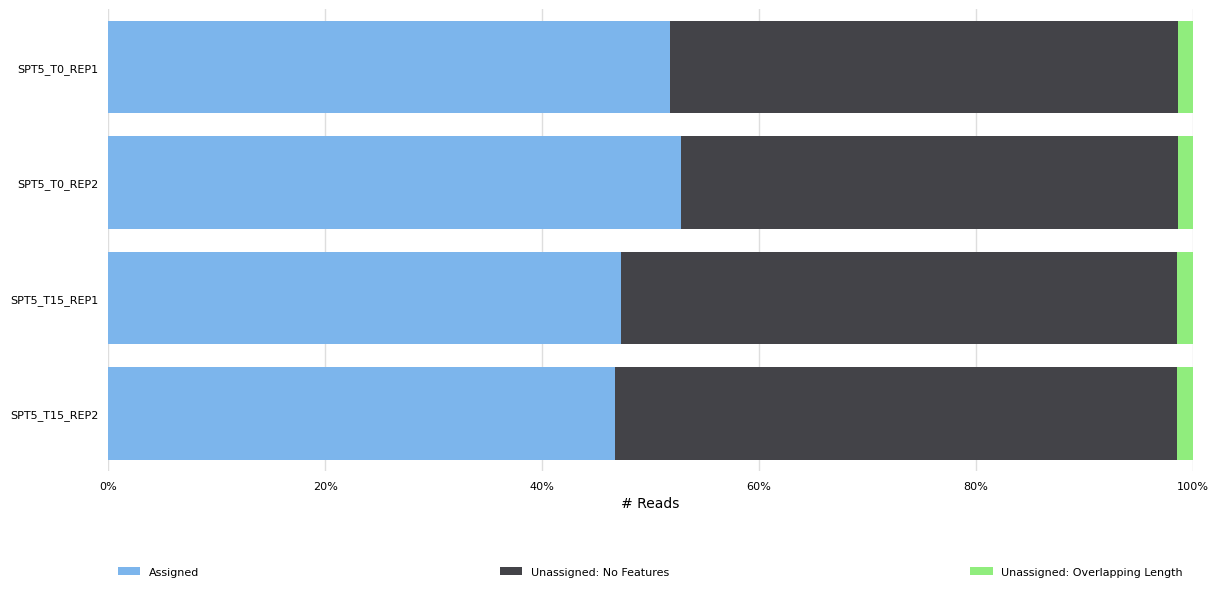 SPT5_T0_REP1
SPT5_T0_REP2
SPT5_T15_REP1
SPT5_T15_REP2
0% 20% 40% 60% 80% 100%
# Reads
Assigned Unassigned: No Features Unassigned: Overlapping Length